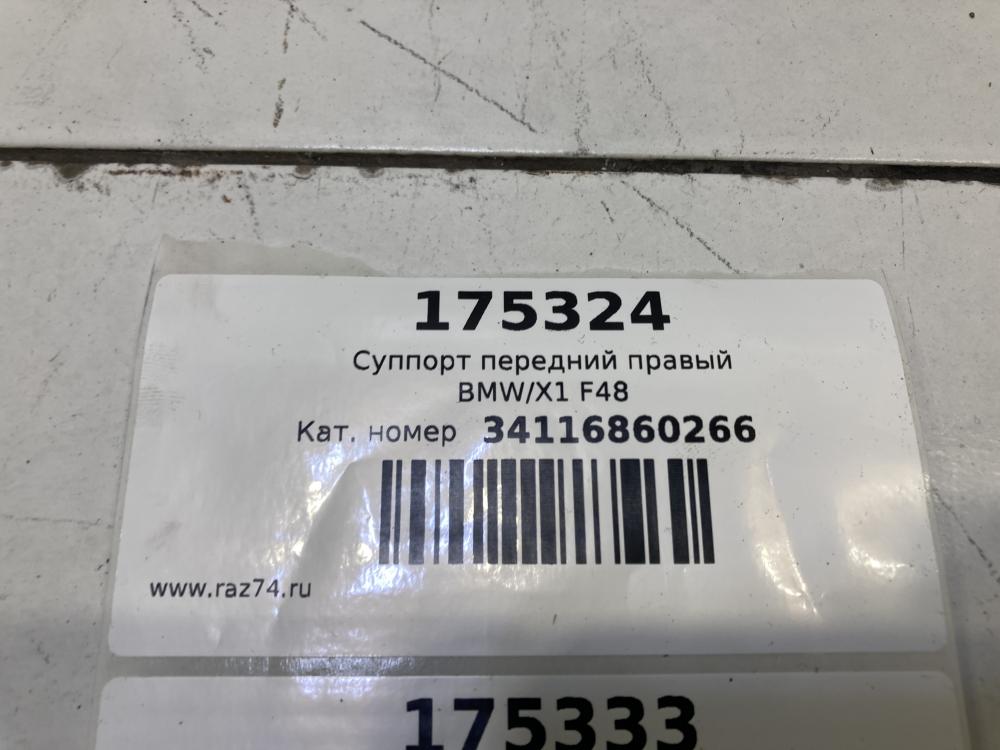 175324
Суппорт передний правый
BMW/X1 F48
Кат. номер 34116860266
www.raz74.ru
175333